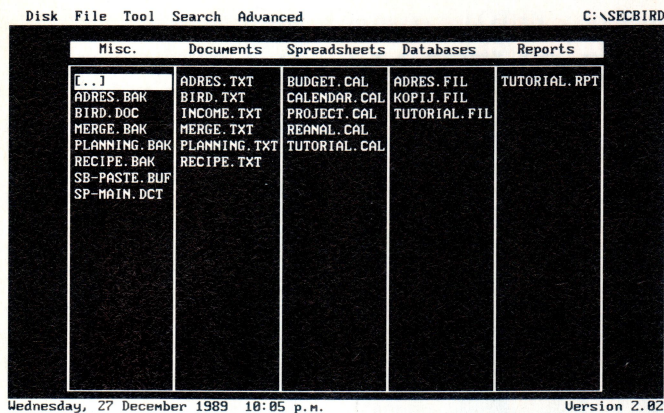 Disk File Tool Search Advanced C:\SECBIRD
Misc. Documents Spreadsheets Databases Reports
[..] ADRES.TXT BUDGET.CAL ADRES.FIL TUTORIAL.RPT
ADRES.BAK BIRD.TXT CALENDAR.CAL KOPIJ.FIL
BIRD.DOC INCOME.TXT PROJECT.CAL TUTORIAL.FIL
MERGE.BAK MERGE.TXT REANAL.CAL
PLANNING.BAK PLANNING.TXT TUTORIAL.CAL
RECIPE.BAK RECIPE.TXT
SB-PASTE.BUF
SP-MAIN.DCT
Wednesday, 27 December 1989 10:05 p.m. Version 2.02